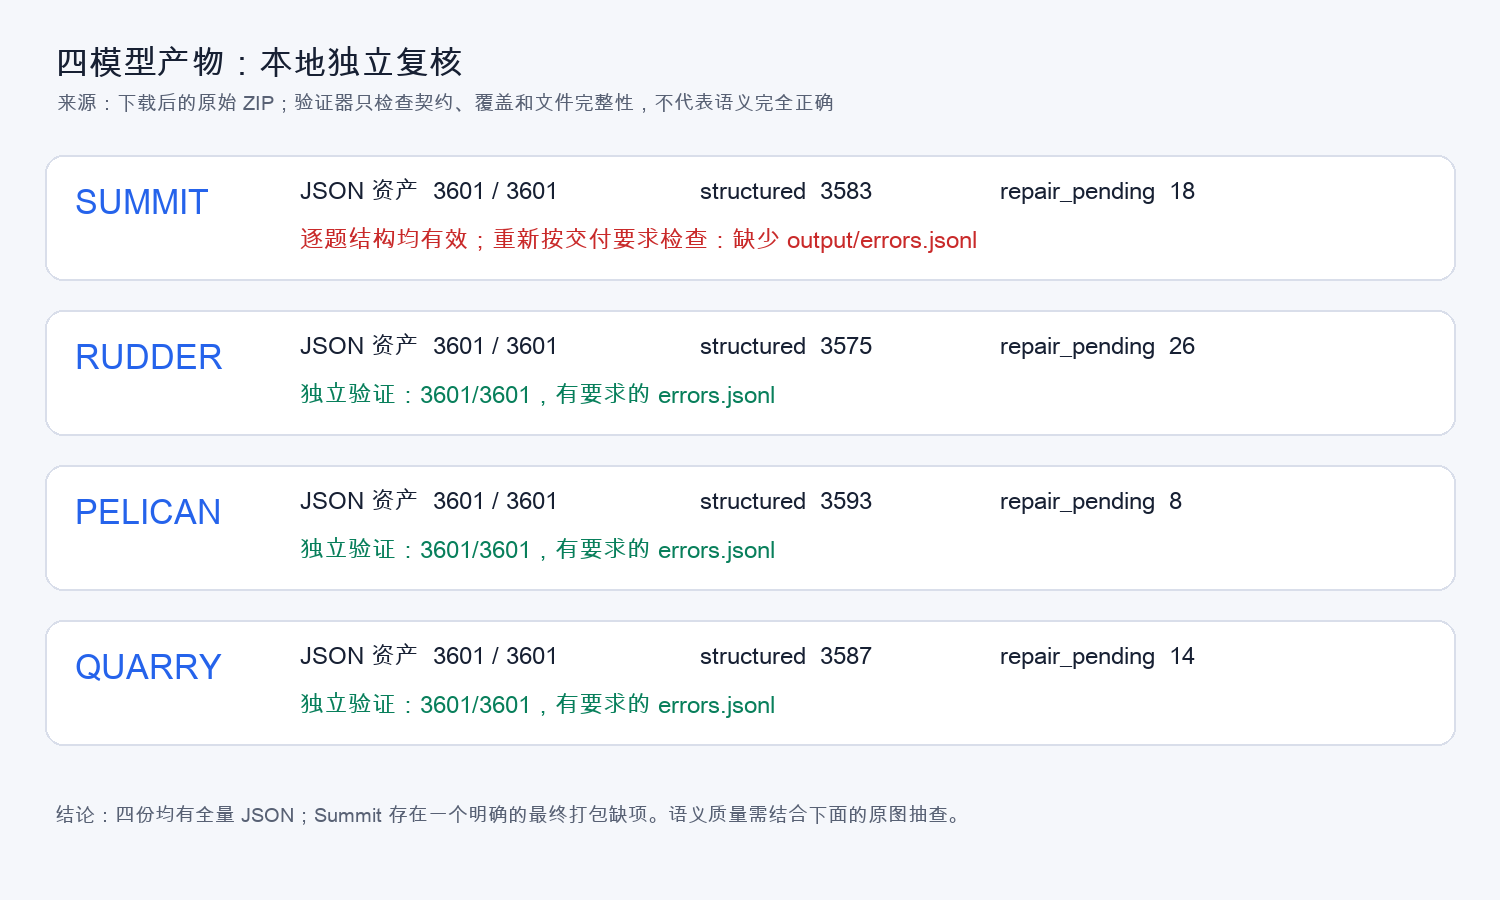 四模型产物：本地独立复核
来源：下载后的原始 ZIP；验证器只检查契约、覆盖和文件完整性，不代表语义完全正确
SUMMIT
JSON 资产 3601 / 3601
structured 3583
repair_pending 18
逐题结构均有效；重新按交付要求检查：缺少 output/errors.jsonl
RUDDER
JSON 资产 3601 / 3601
structured 3575
repair_pending 26
独立验证：3601/3601，有要求的 errors.jsonl
PELICAN
JSON 资产 3601 / 3601
structured 3593
repair_pending 8
独立验证：3601/3601，有要求的 errors.jsonl
QUARRY
JSON 资产 3601 / 3601
structured 3587
repair_pending 14
独立验证：3601/3601，有要求的 errors.jsonl
结论：四份均有全量 JSON；Summit 存在一个明确的最终打包缺项。语义质量需结合下面的原图抽查。